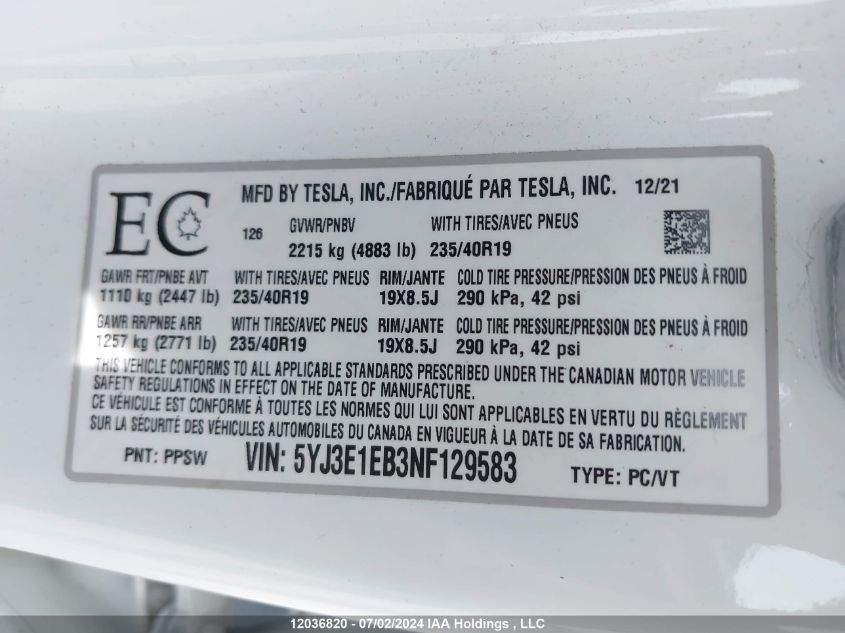 EC
MFD BY TESLA, INC./FABRIQUÉ PAR TESLA, INC. 12/21
126 GVWR/PNBV WITH TIRES/AVEC PNEUS
2215 kg (4883 lb) 235/40R19
GAWR FRT/PNBE AVT WITH TIRES/AVEC PNEUS RIM/JANTE COLD TIRE PRESSURE/PRESSION DES PNEUS À FROID
1110 kg (2447 lb) 235/40R19 19X8.5J 290 kPa, 42 psi
GAWR RR/PNBE ARR WITH TIRES/AVEC PNEUS RIM/JANTE COLD TIRE PRESSURE/PRESSION DES PNEUS À FROID
1257 kg (2771 lb) 235/40R19 19X8.5J 290 kPa, 42 psi
THIS VEHICLE CONFORMS TO ALL APPLICABLE STANDARDS PRESCRIBED UNDER THE CANADIAN MOTOR VEHICLE
SAFETY REGULATIONS IN EFFECT ON THE DATE OF MANUFACTURE.
CE VÉHICULE EST CONFORME À TOUTES LES NORMES QUI LUI SONT APPLICABLES EN VERTU DU RÈGLEMENT
SUR LA SÉCURITÉ DES VÉHICULES AUTOMOBILES DU CANADA EN VIGUEUR À LA DATE DE SA FABRICATION.
PNT: PPSW VIN: 5YJ3E1EB3NF129583 TYPE: PC/VT
12036820 - 07/02/2024 IAA Holdings , LLC